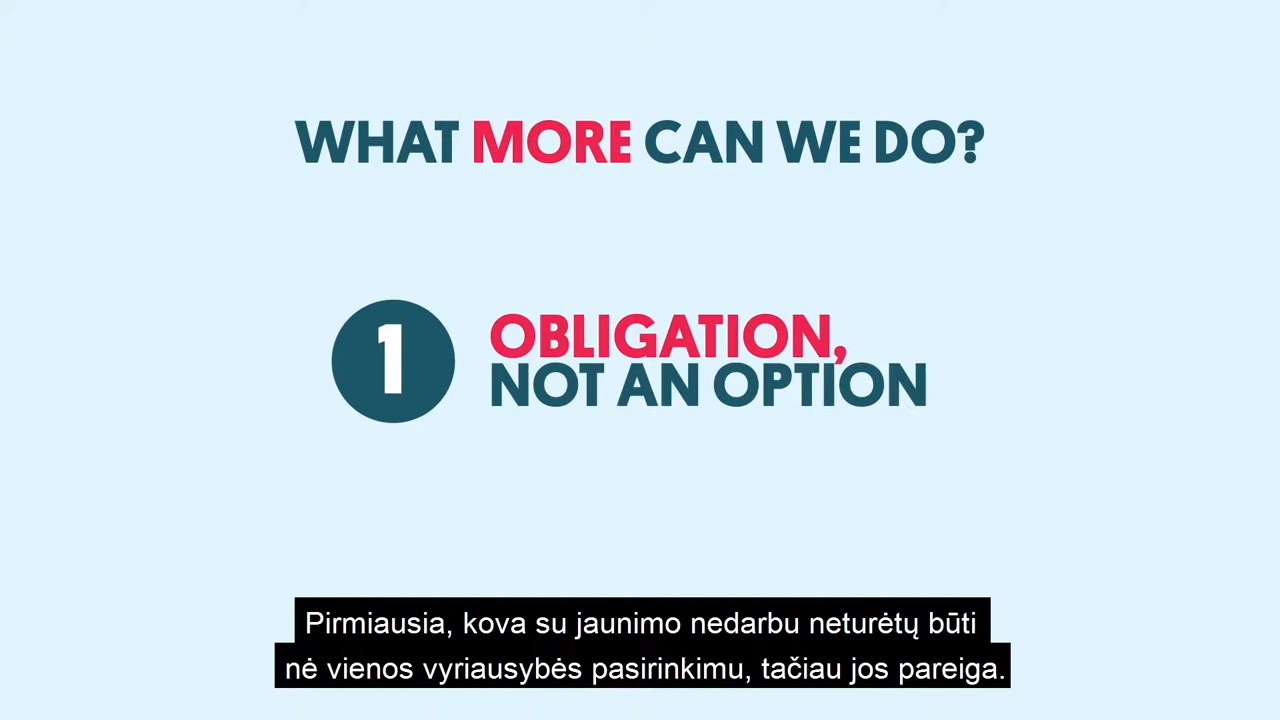 WHAT MORE CAN WE DO?
1
OBLIGATION,
NOT AN OPTION
Pirmiausia, kova su jaunimo nedarbu neturėtų būti
nė vienos vyriausybės pasirinkimu, tačiau jos pareiga.